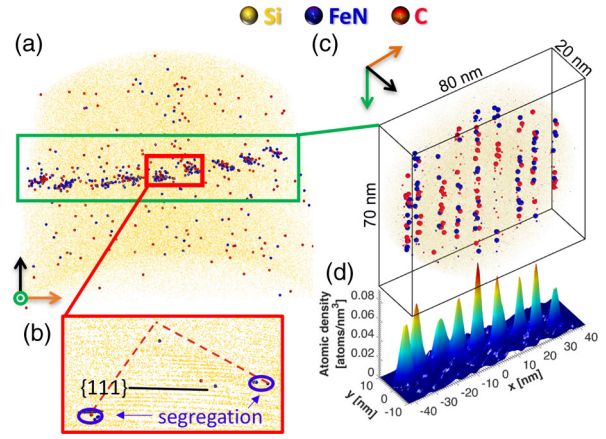 Si FeN C
(a)
(c)
80 nm
20 nm
70 nm
(b)
{111}
segregation
(d)
Atomic density
[atoms/nm³]
0.08
0.06
0.04
0.02
0
10
0
-10
y [nm]
-40
-30
-20
-10
0
10
20
30
40
x [nm]